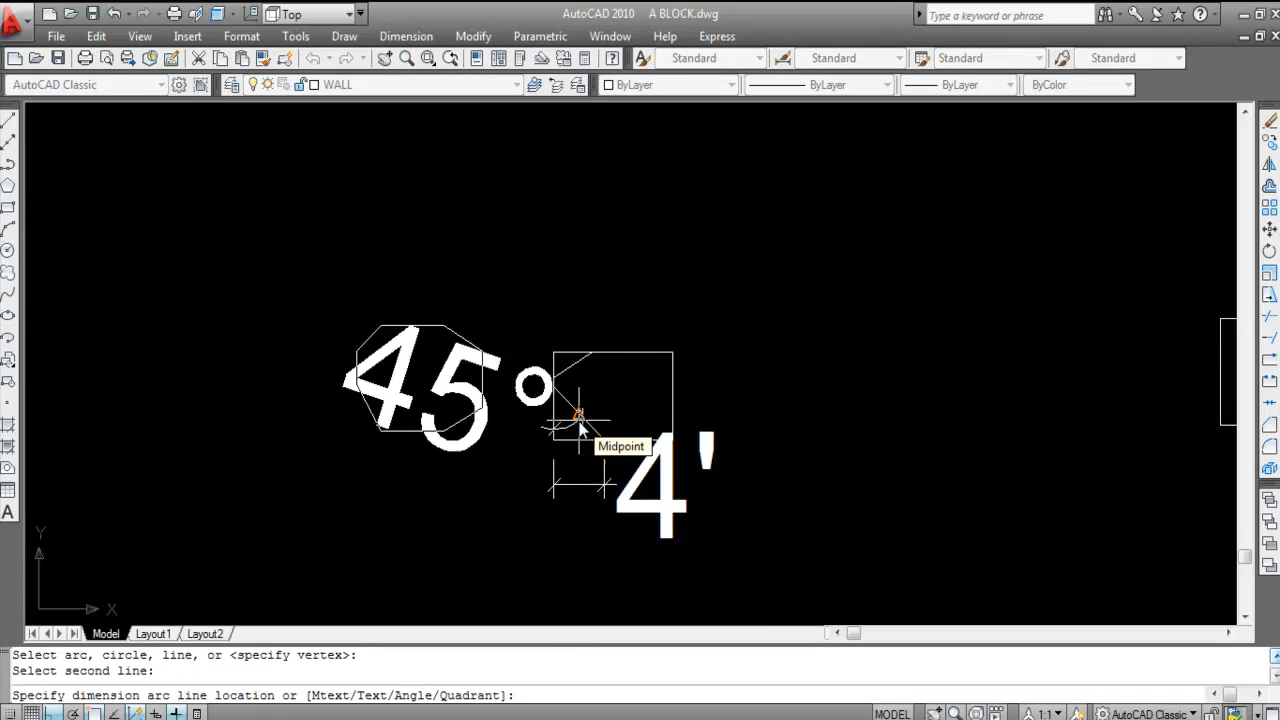 AutoCAD 2010 A BLOCK.dwg
Top
Type a keyword or phrase
File Edit View Insert Format Tools Draw Dimension Modify Parametric Window Help Express
Standard Standard Standard Standard
AutoCAD Classic WALL ByLayer ByLayer ByLayer ByColor
45°
Midpoint
4'
Y
X
Model Layout1 Layout2
Select arc, circle, line, or <specify vertex>:
Select second line:
Specify dimension arc line location or [Mtext/Text/Angle/Quadrant]:
MODEL 1:1 AutoCAD Classic